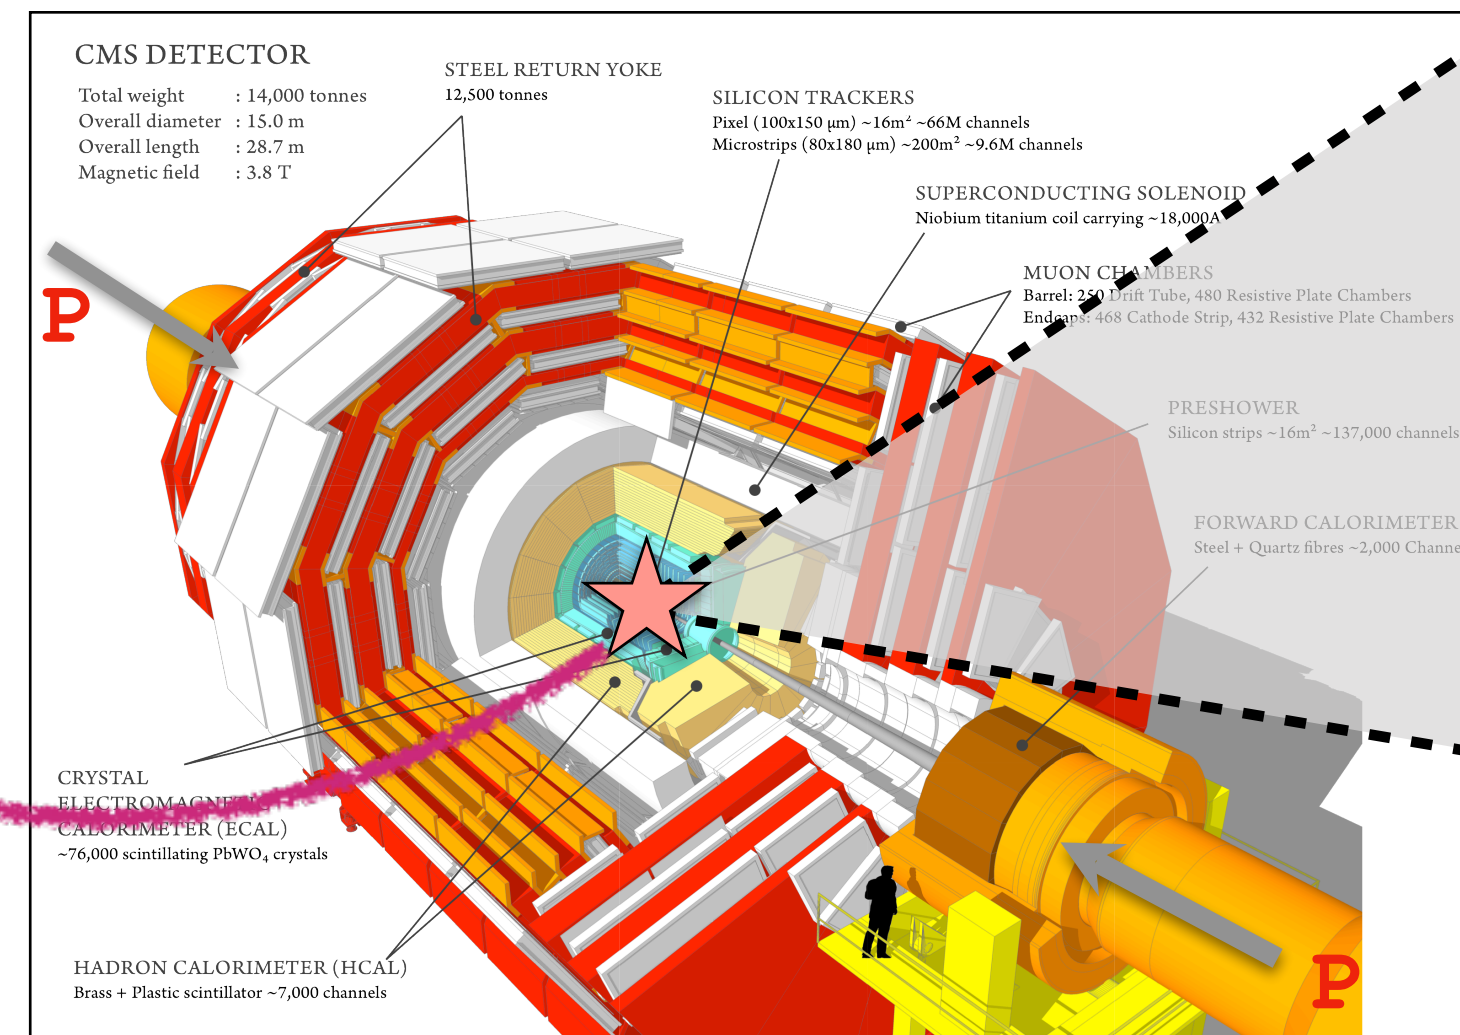 CMS DETECTOR
Total weight : 14,000 tonnes
Overall diameter : 15.0 m
Overall length : 28.7 m
Magnetic field : 3.8 T
STEEL RETURN YOKE
12,500 tonnes
SILICON TRACKERS
Pixel (100x150 μm) ~16m² ~66M channels
Microstrips (80x180 μm) ~200m² ~9.6M channels
SUPERCONDUCTING SOLENOID
Niobium titanium coil carrying ~18,000A
MUON CHAMBERS
Barrel: 250 Drift Tube, 480 Resistive Plate Chambers
Endcaps: 468 Cathode Strip, 432 Resistive Plate Chambers
P
PRESHOWER
Silicon strips ~16m² ~137,000 channels
FORWARD CALORIMETER
Steel + Quartz fibres ~2,000 Channe
CRYSTAL
ELECTROMAGNETIC
CALORIMETER (ECAL)
~76,000 scintillating PbWO₄ crystals
HADRON CALORIMETER (HCAL)
Brass + Plastic scintillator ~7,000 channels
P